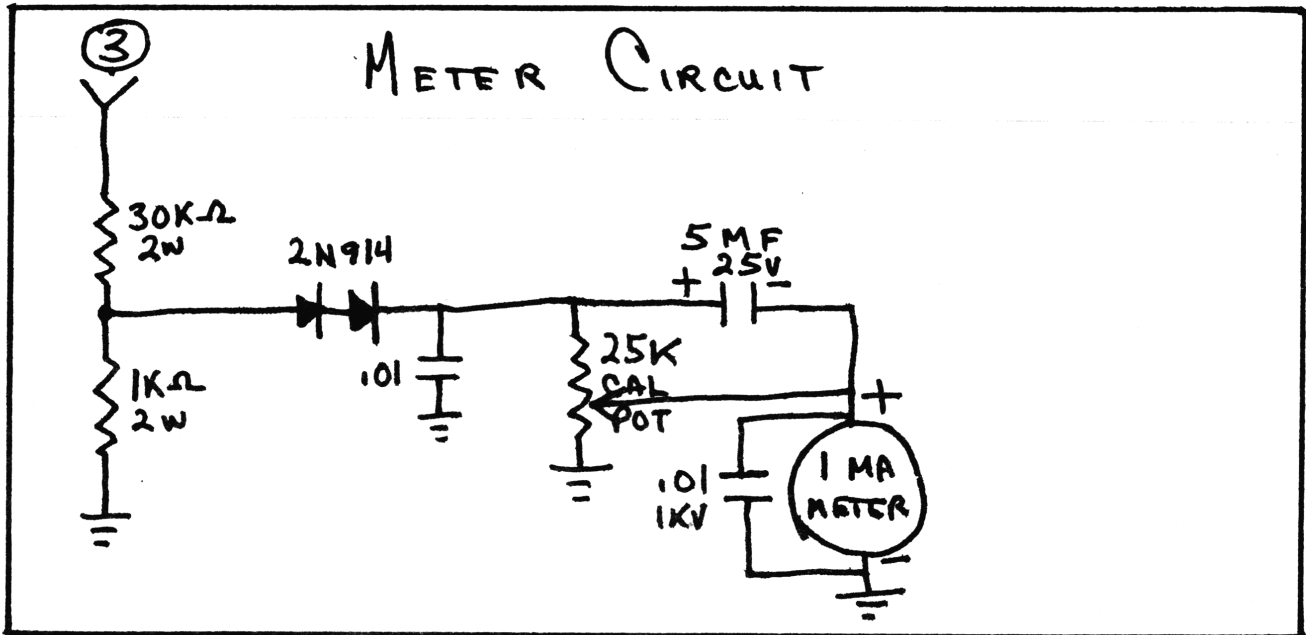 3
METER CIRCUIT
30KΩ
2W
2N914
5 MF
25V
+ -
.01
25K
CAL
POT
1KΩ
2W
+
1 MA
METER
.01
1KV
-